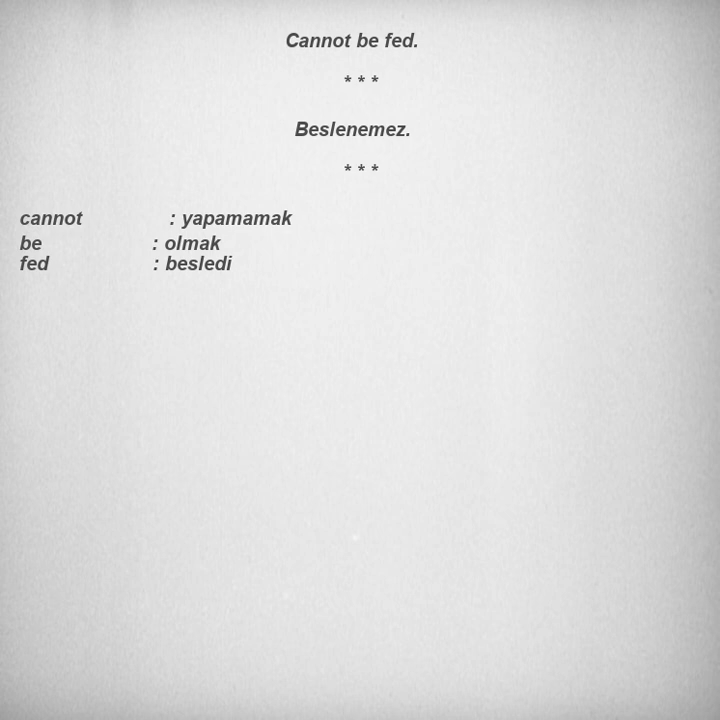 Cannot be fed.
* * *
Beslenemez.
* * *
cannot : yapamamak
be : olmak
fed : besledi